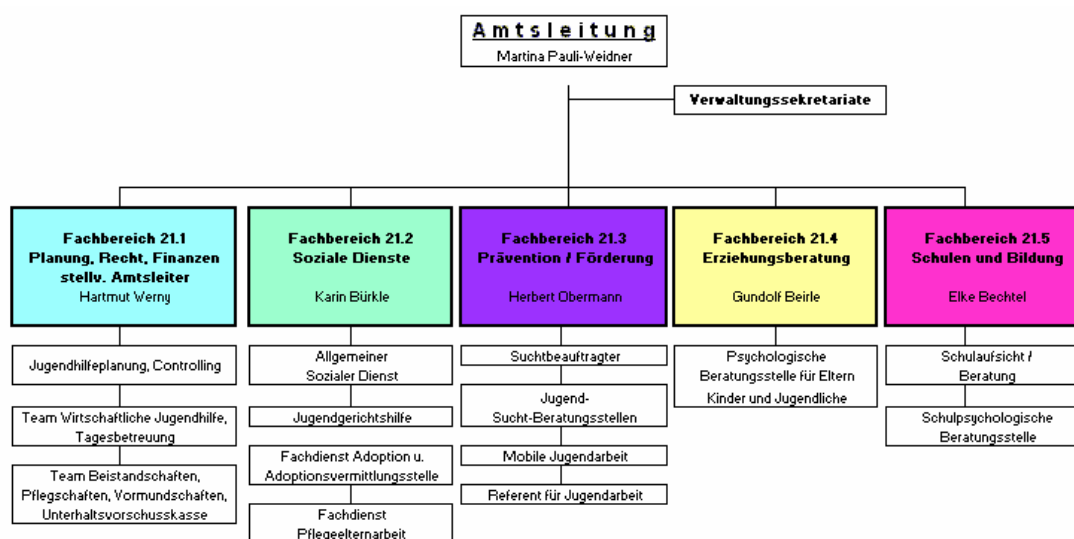 Amtsleitung
Martina Pauli-Weidner
Verwaltungssekretariate
Fachbereich 21.1
Planung, Recht, Finanzen
stellv. Amtsleiter
Hartmut Werny
Jugendhilfeplanung, Controlling
Team Wirtschaftliche Jugendhilfe,
Tagesbetreuung
Team Beistandschaften,
Pflegschaften, Vormundschaften,
Unterhaltsvorschusskasse
Fachbereich 21.2
Soziale Dienste
Karin Bürkle
Allgemeiner
Sozialer Dienst
Jugendgerichtshilfe
Fachdienst Adoption u.
Adoptionsvermittlungsstelle
Fachdienst
Pflegeelternarbeit
Fachbereich 21.3
Prävention / Förderung
Herbert Obermann
Suchtbeauftragter
Jugend-
Sucht-Beratungsstellen
Mobile Jugendarbeit
Referent für Jugendarbeit
Fachbereich 21.4
Erziehungsberatung
Gundolf Beirle
Psychologische
Beratungsstelle für Eltern
Kinder und Jugendliche
Fachbereich 21.5
Schulen und Bildung
Elke Bechtel
Schulaufsicht /
Beratung
Schulpsychologische
Beratungsstelle